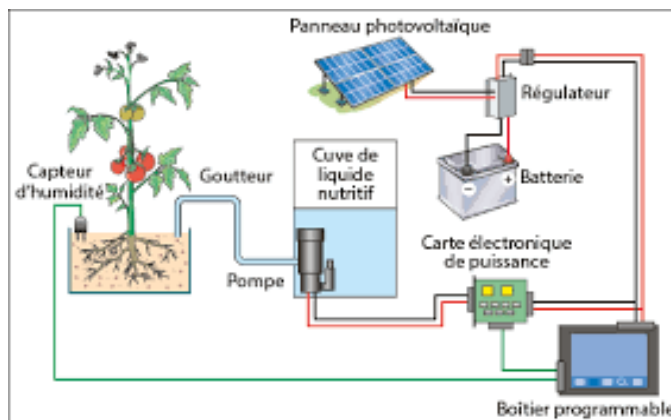 Panneau photovoltaïque
Régulateur
Capteur
d'humidité
Goutteur
Cuve de
liquide
nutritif
Batterie
Carte électronique
de puissance
Pompe
Boîtier programmable